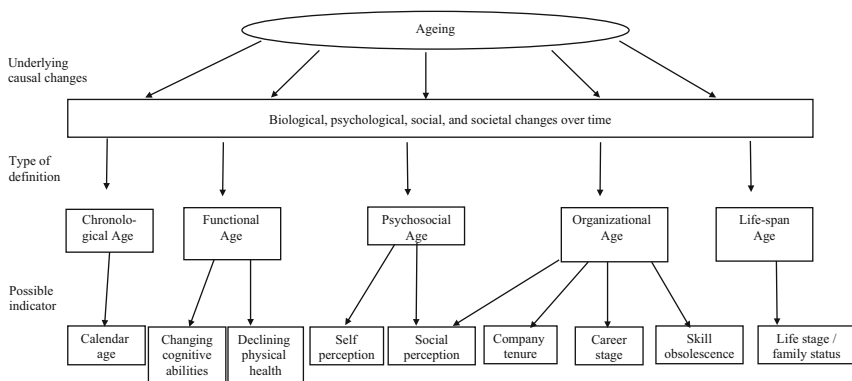 Ageing
Underlying
causal changes
Biological, psychological, social, and societal changes over time
Type of
definition
Chronolo-
gical Age
Functional
Age
Psychosocial
Age
Organizational
Age
Life-span
Age
Possible
indicator
Calendar
age
Changing
cognitive
abilities
Declining
physical
health
Self
perception
Social
perception
Company
tenure
Career
stage
Skill
obsolescence
Life stage /
family status